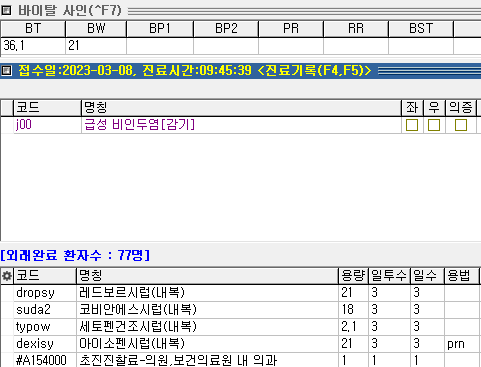 바이탈 사인(^F7)
BT BW BP1 BP2 PR RR BST
36.1 21
접수일:2023-03-08, 진료시간:09:45:39 <진료기록(F4,F5)>
코드 명칭 좌 우 의증
j00 급성 비인두염[감기]
[외래완료 환자수 : 77명]
코드 명칭 용량 일투수 일수 용법
dropsy 레드보르시럽(내복) 21 3 3
suda2 코비안에스시럽(내복) 18 3 3
typow 세토펜건조시럽(내복) 2.1 3 3
dexisy 아이소펜시럽(내복) 21 3 3 prn
#A154000 초진진찰료-의원,보건의료원 내 의과 1 1 1